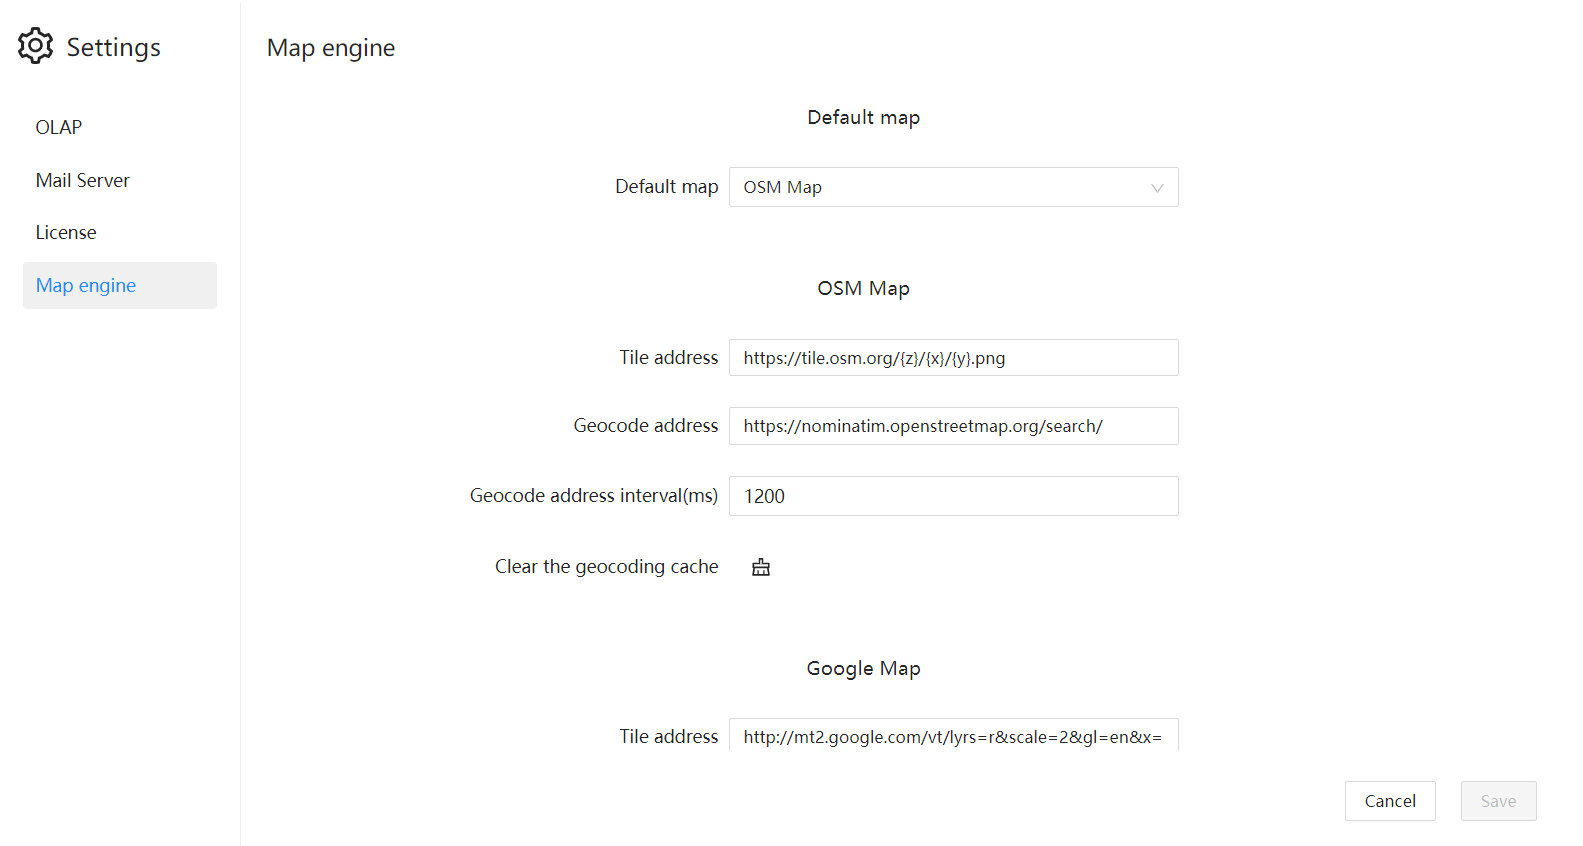 Settings
OLAP
Mail Server
License
Map engine
Map engine
Default map
Default map OSM Map
OSM Map
Tile address https://tile.osm.org/{z}/{x}/{y}.png
Geocode address https://nominatim.openstreetmap.org/search/
Geocode address interval(ms) 1200
Clear the geocoding cache
Google Map
Tile address http://mt2.google.com/vt/lyrs=r&scale=2&gl=en&x=
Cancel Save